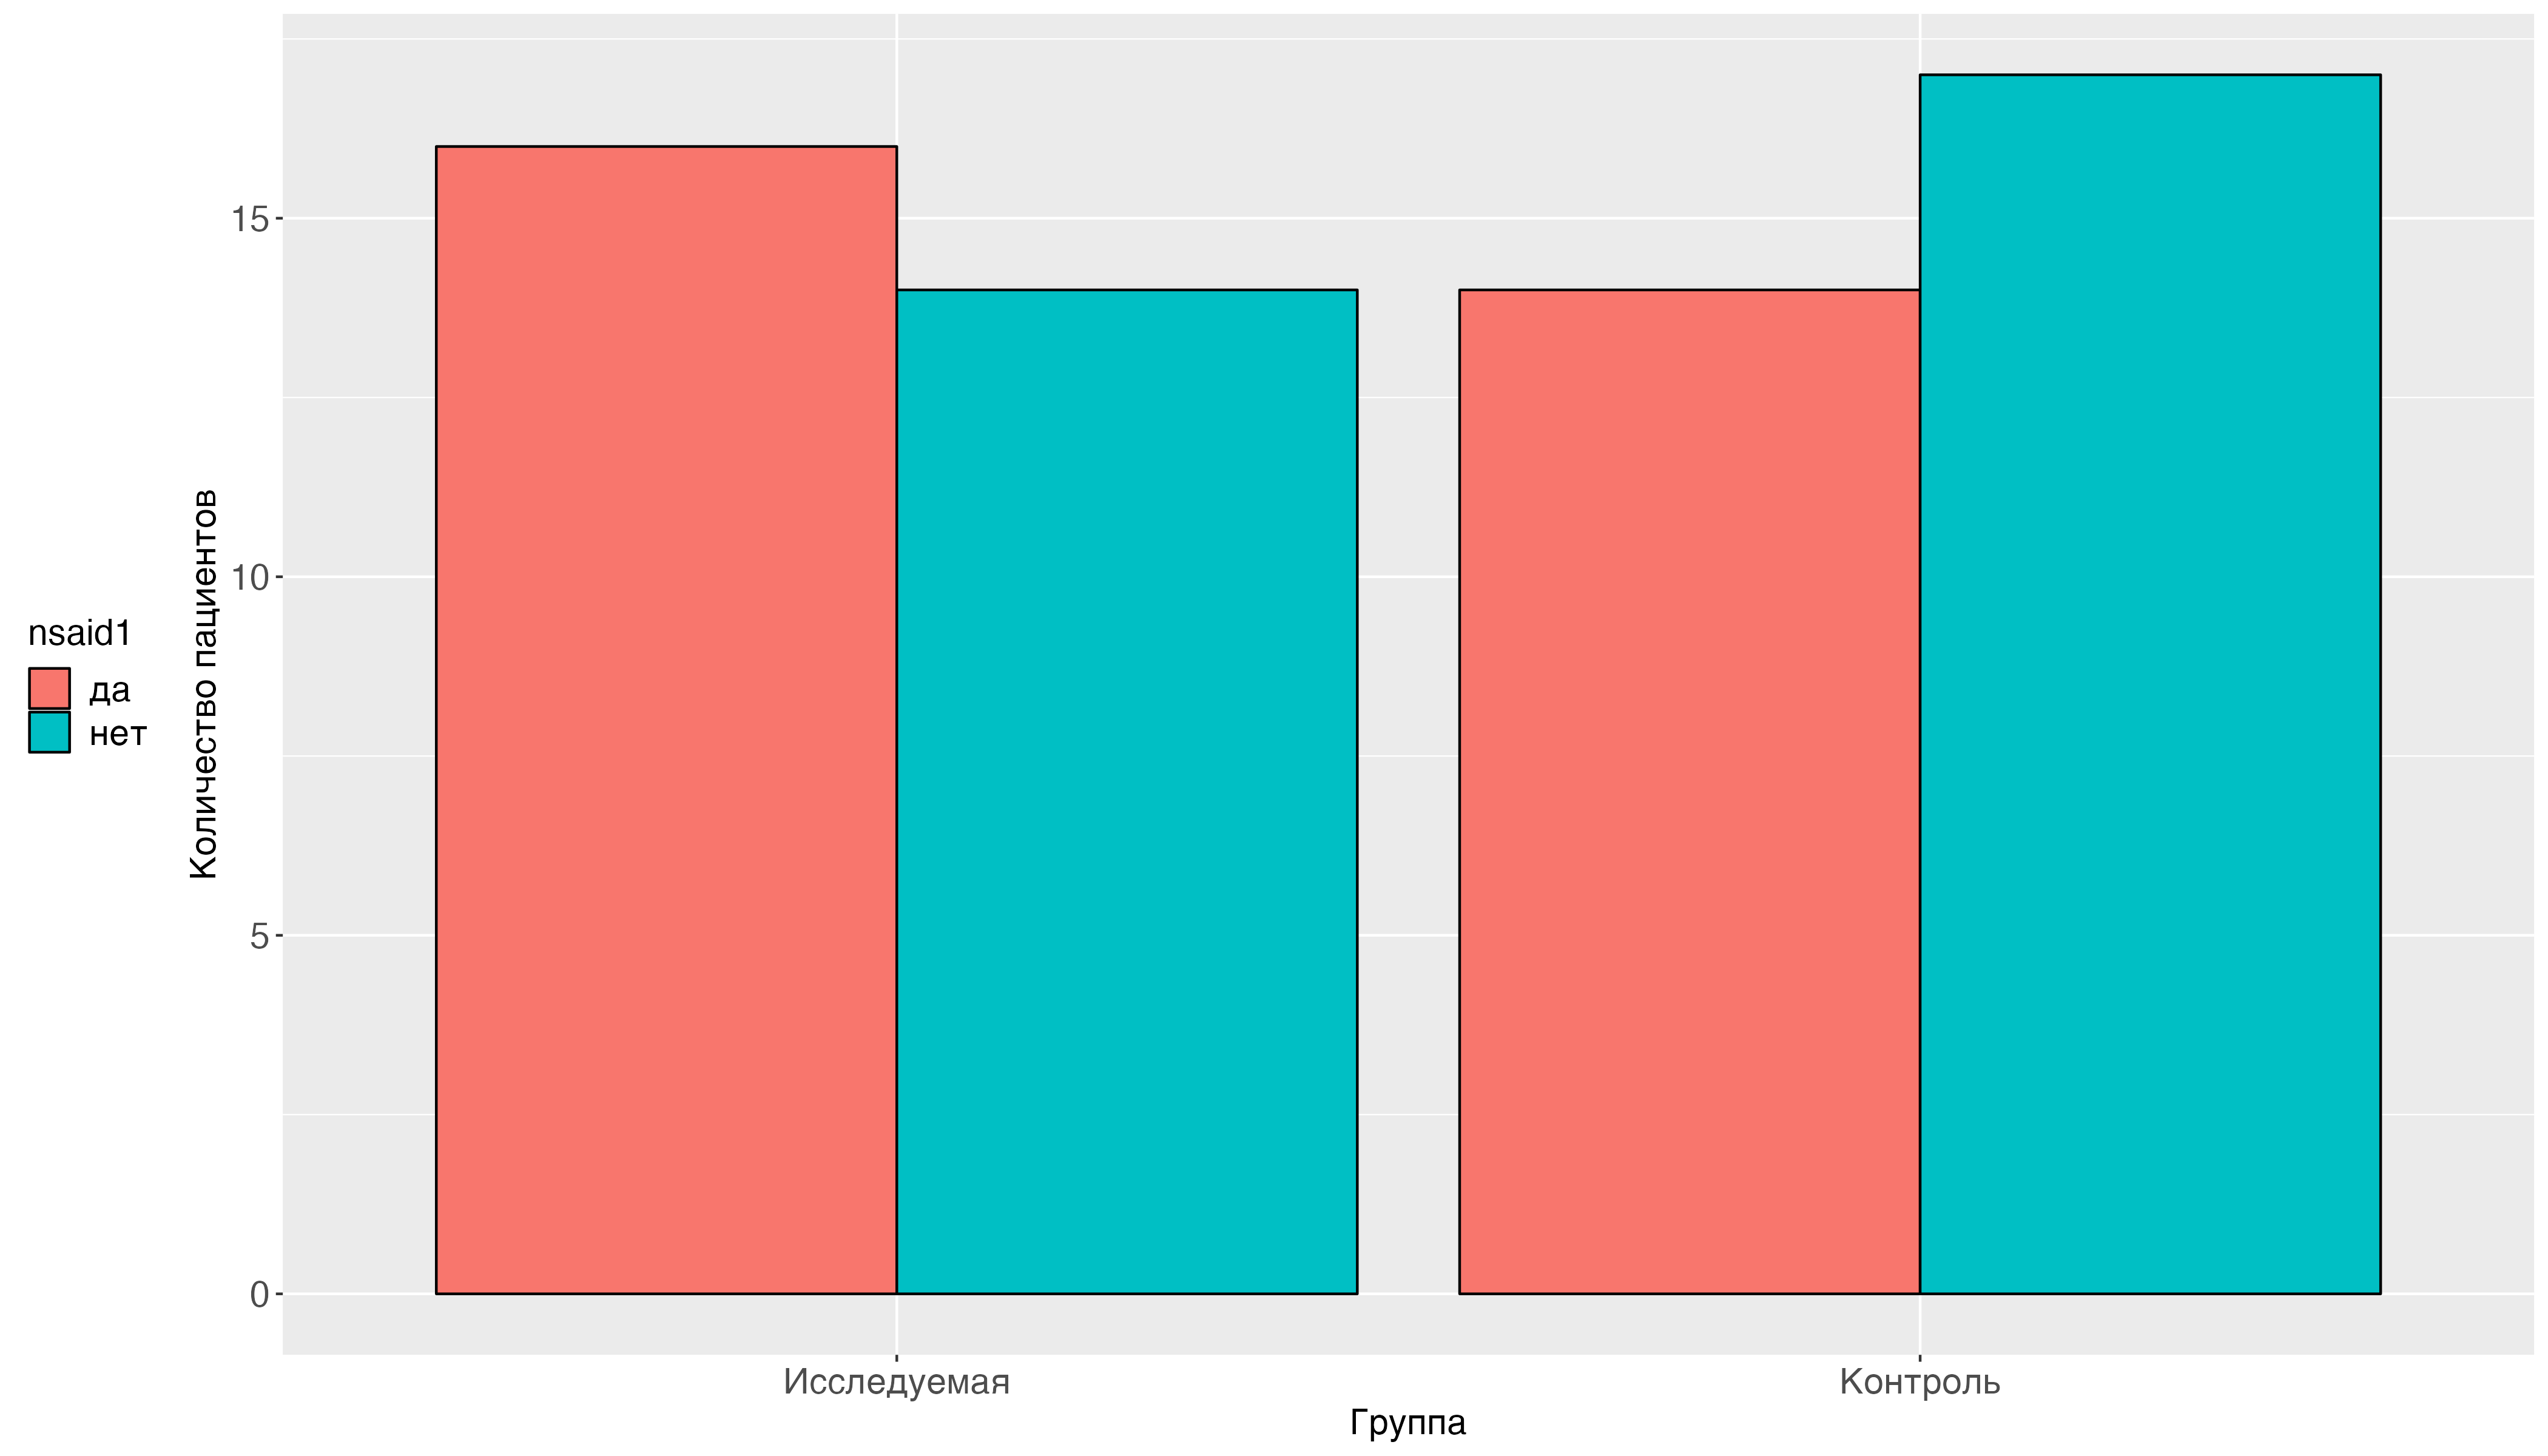 nsaid1
да
нет
Количество пациентов
15
10
5
0
Исследуемая
Контроль
Группа